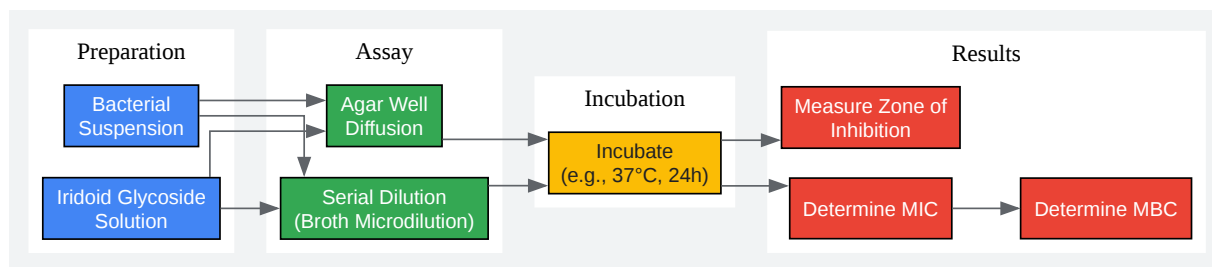 Preparation
Bacterial
Suspension
Iridoid Glycoside
Solution
Assay
Agar Well
Diffusion
Serial Dilution
(Broth Microdilution)
Incubation
Incubate
(e.g., 37°C, 24h)
Results
Measure Zone of
Inhibition
Determine MIC
Determine MBC